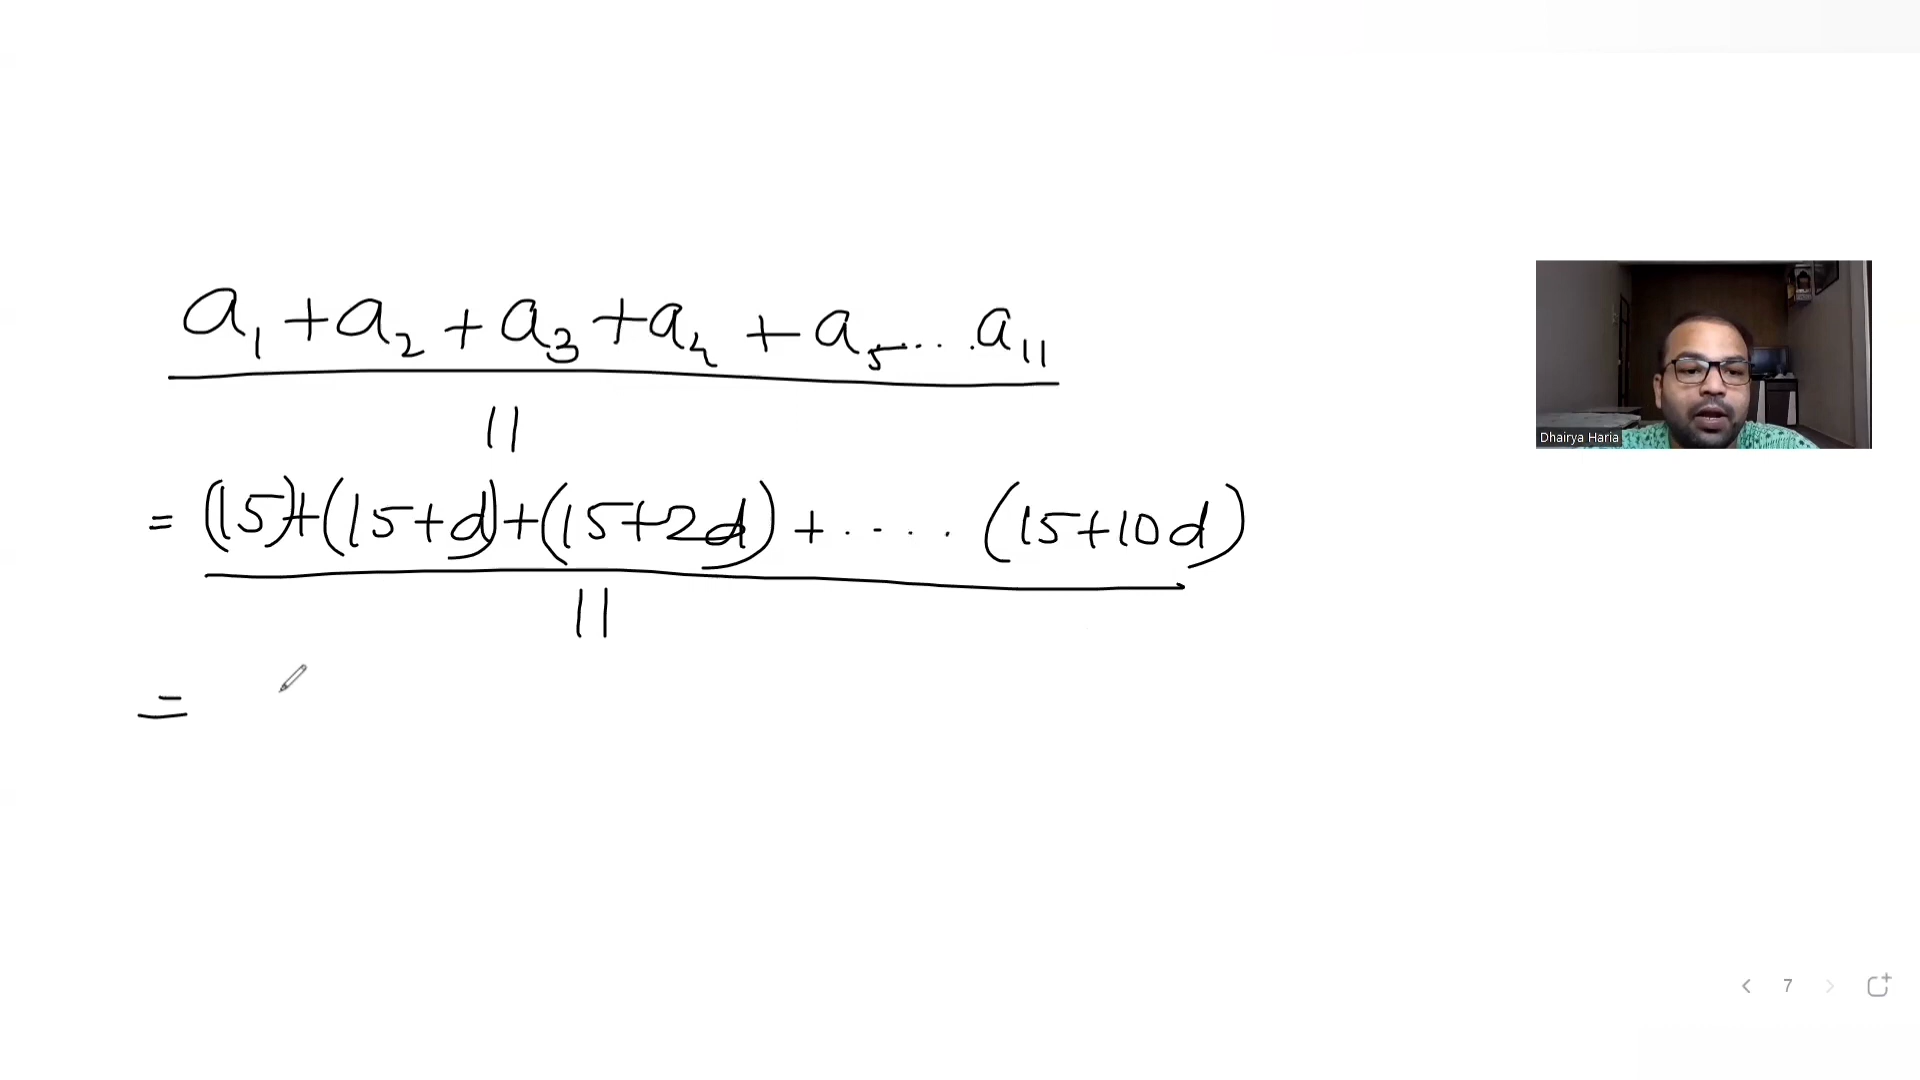 a₁ + a₂ + a₃ + a₄ + a₅ .... a₁₁
11
= (15) + (15+d) + (15+2d) + .... (15+10d)
11
=
Dhairya Haria
7